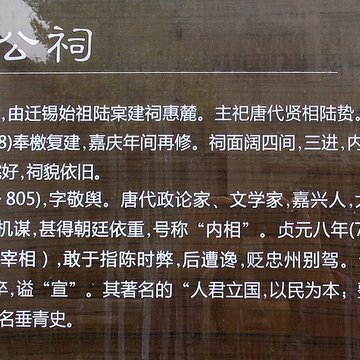 公祠
，由迁锡始祖陆寀建祠惠麓。主祀唐代贤相陆贽。
8)奉檄复建，嘉庆年间再修。祠面阔四间，三进，内
好，祠貌依旧。
805)，字敬舆。唐代政论家、文学家，嘉兴人，
机谋，甚得朝廷依重，号称“内相”。贞元八年(7
宰相），敢于指陈时弊，后遭谗，贬忠州别驾。
卒，谥“宣”。其著名的“人君立国，以民为本；
名垂青史。